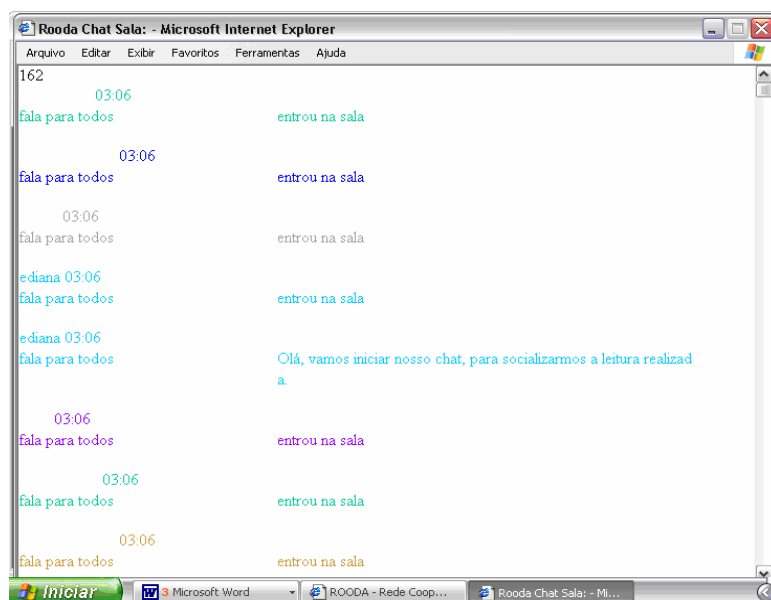 Rooda Chat Sala: - Microsoft Internet Explorer
Arquivo Editar Exibir Favoritos Ferramentas Ajuda
162
03:06
fala para todos entrou na sala
03:06
fala para todos entrou na sala
03:06
fala para todos entrou na sala
ediana 03:06
fala para todos entrou na sala
ediana 03:06
fala para todos Olá, vamos iniciar nosso chat, para socializarmos a leitura realizad
a.
03:06
fala para todos entrou na sala
03:06
fala para todos entrou na sala
03:06
fala para todos entrou na sala
Iniciar 3 Microsoft Word ROODA - Rede Coop... Rooda Chat Sala: - Mi...